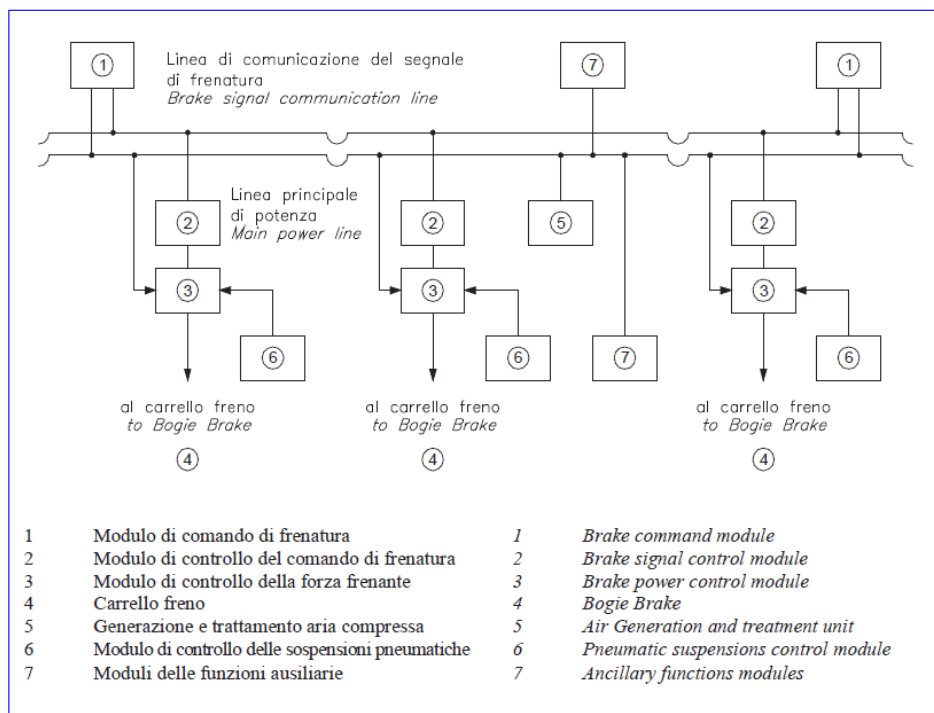 1
Linea di comunicazione del segnale
di frenatura
Brake signal communication line
7
1
Linea principale
di potenza
Main power line
2
2
5
2
3
3
3
6
6
7
6
al carrello freno
to Bogie Brake
al carrello freno
to Bogie Brake
al carrello freno
to Bogie Brake
4
4
4
1 Modulo di comando di frenatura 1 Brake command module
2 Modulo di controllo del comando di frenatura 2 Brake signal control module
3 Modulo di controllo della forza frenante 3 Brake power control module
4 Carrello freno 4 Bogie Brake
5 Generazione e trattamento aria compressa 5 Air Generation and treatment unit
6 Modulo di controllo delle sospensioni pneumatiche 6 Pneumatic suspensions control module
7 Moduli delle funzioni ausiliarie 7 Ancillary functions modules